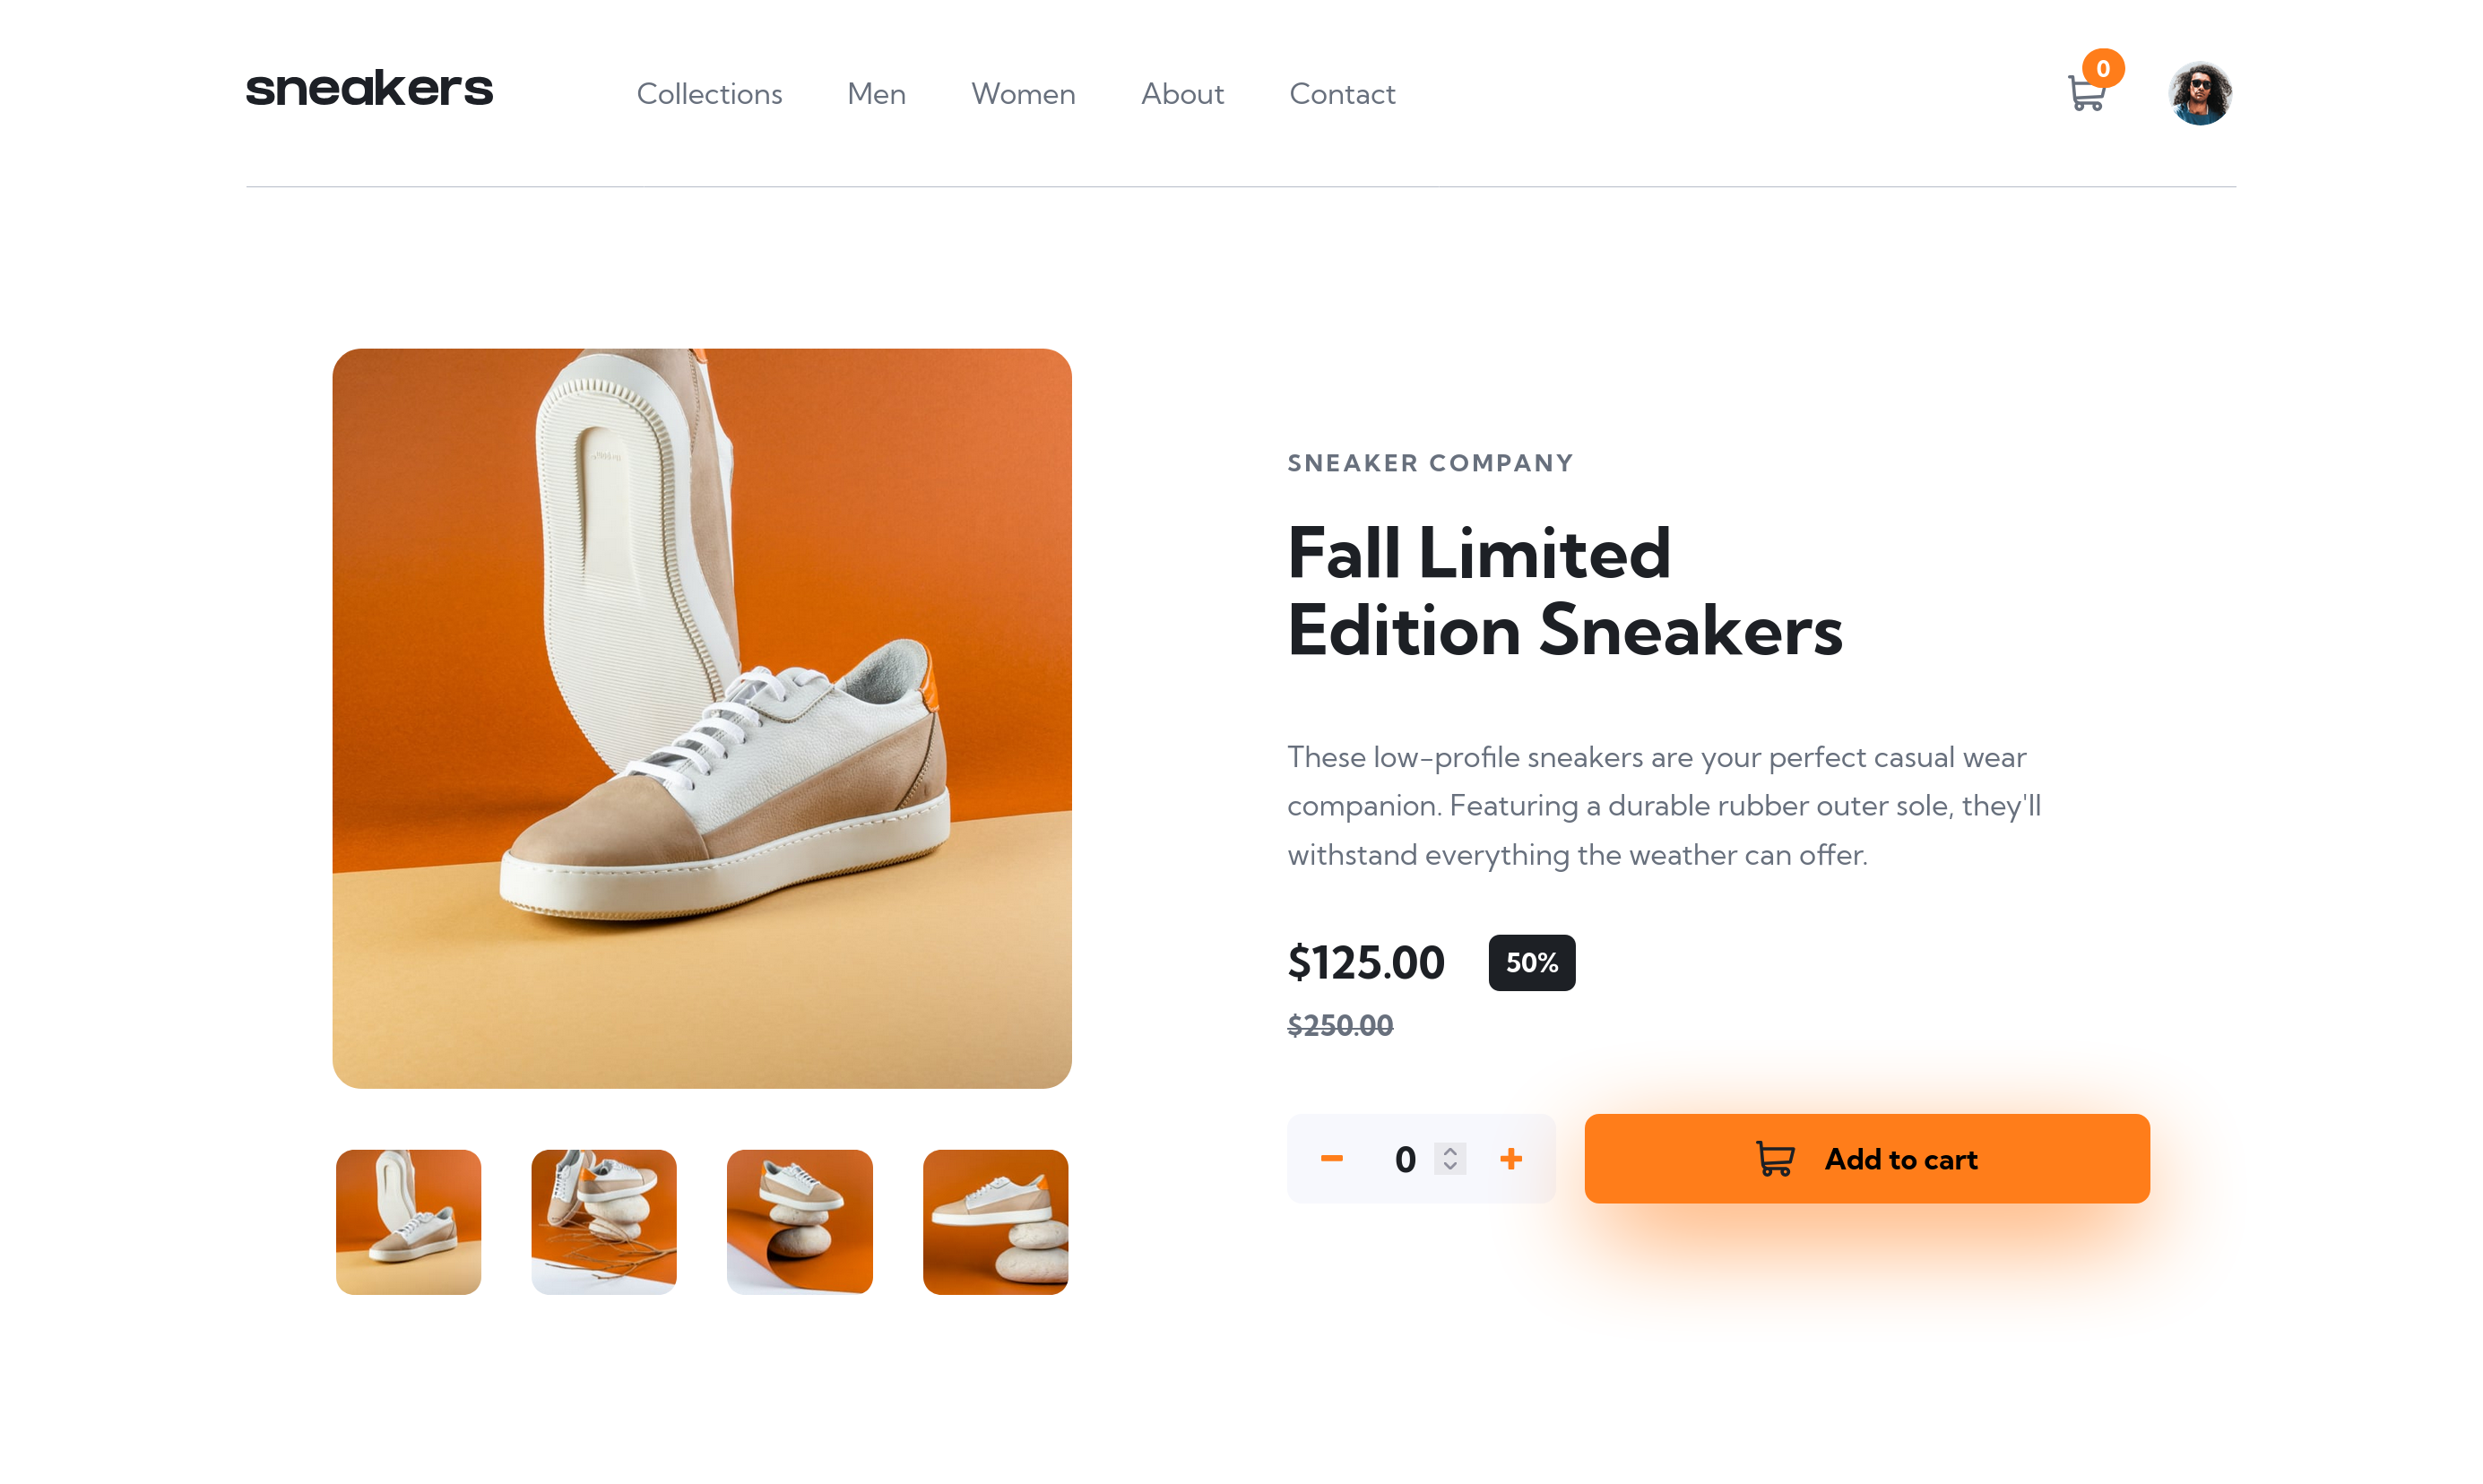 sneakers
Collections
Men
Women
About
Contact
0
SNEAKER COMPANY
Fall Limited
Edition Sneakers
These low-profile sneakers are your perfect casual wear
companion. Featuring a durable rubber outer sole, they'll
withstand everything the weather can offer.
$125.00
50%
$250.00
0
Add to cart